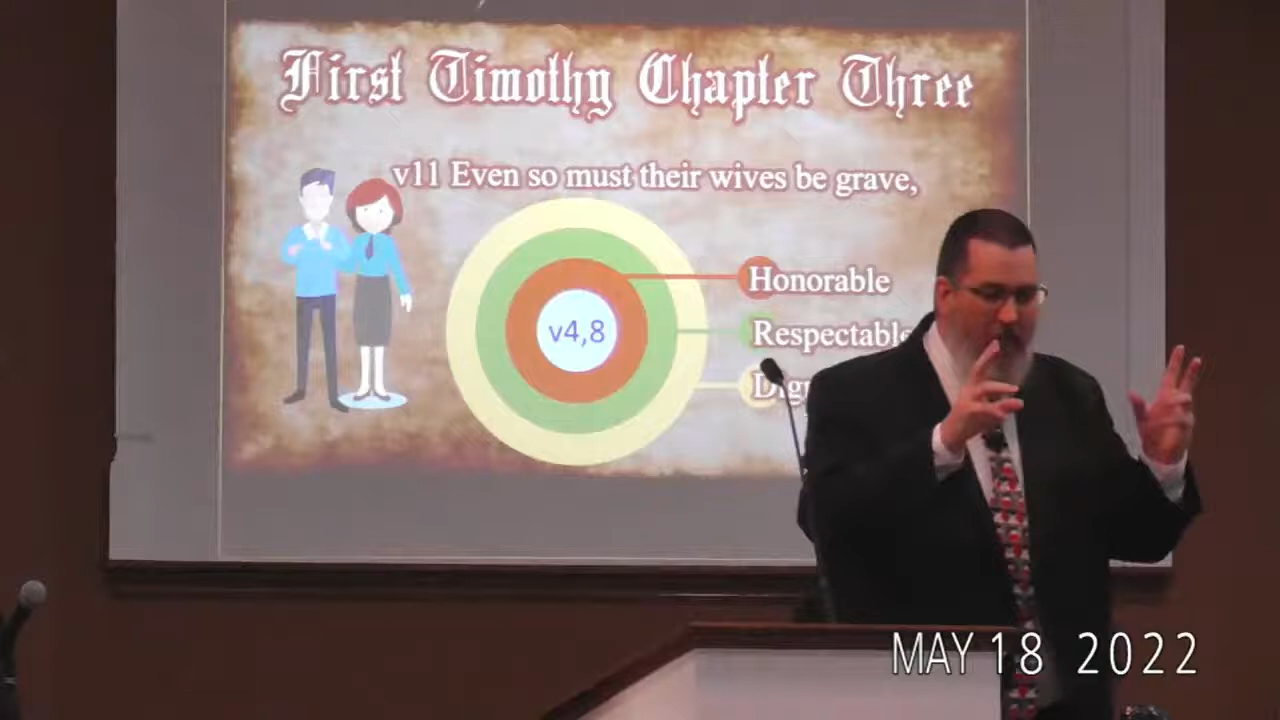 First Timothy Chapter Three
v11 Even so must their wives be grave,
Honorable
v4,8
Respectable
MAY 18 2022